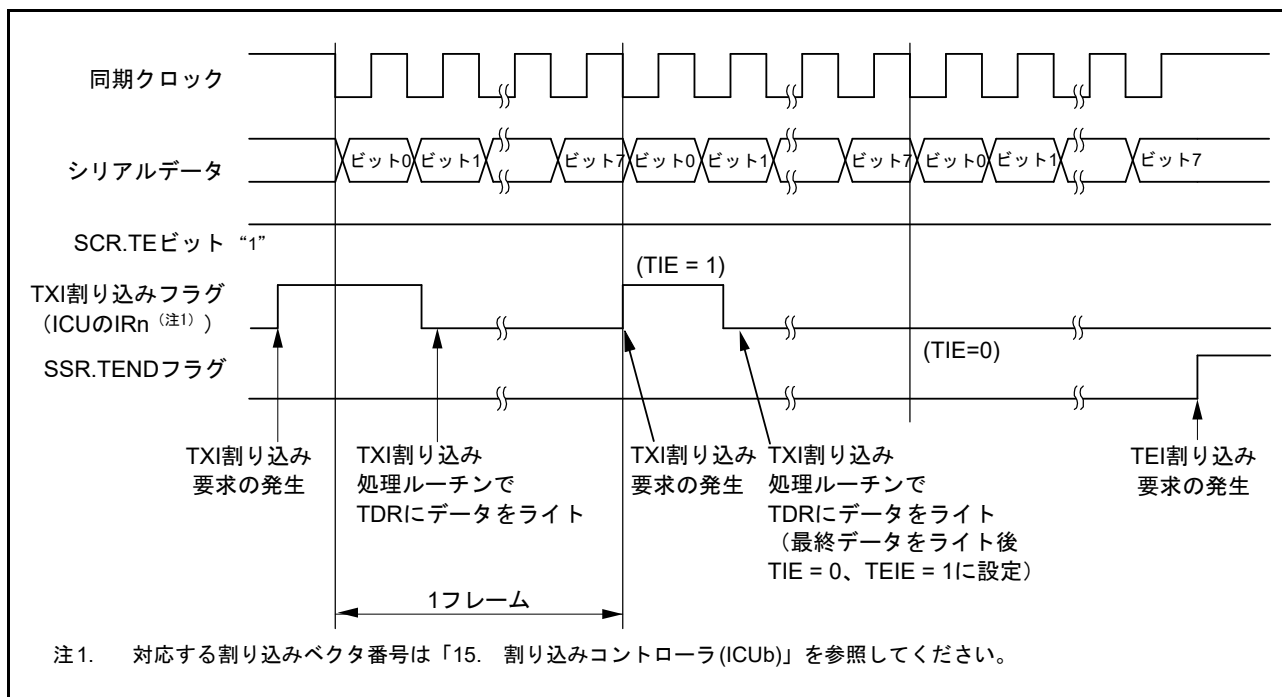 同期クロック
シリアルデータ
ビット0 ビット1 ビット7 ビット0 ビット1 ビット7 ビット0 ビット1 ビット7
SCR.TEビット “1”
(TIE = 1)
TXI割り込みフラグ
(ICUのIRn (注1) )
(TIE=0)
SSR.TENDフラグ
TXI割り込み
要求の発生
TXI割り込み
処理ルーチンで
TDRにデータをライト
TXI割り込み
要求の発生
TXI割り込み
処理ルーチンで
TDRにデータをライト
(最終データをライト後
TIE = 0、TEIE = 1に設定)
TEI割り込み
要求の発生
1フレーム
注1. 対応する割り込みベクタ番号は「15. 割り込みコントローラ(ICUb)」を参照してください。